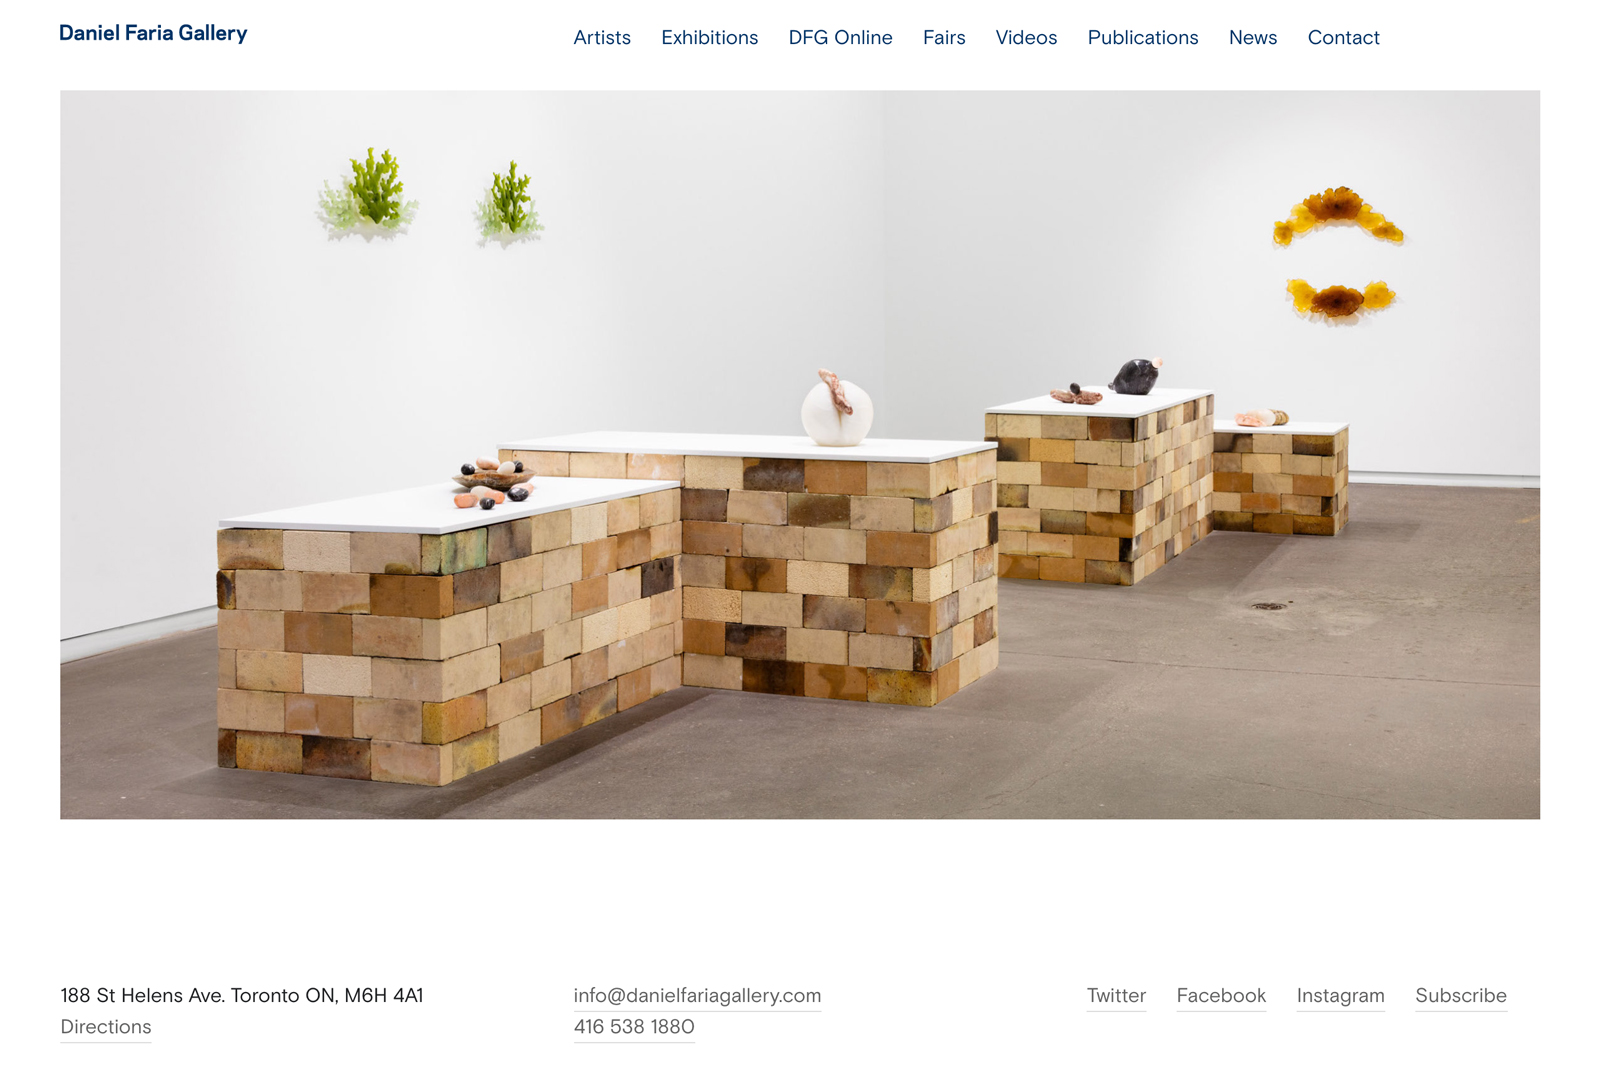 Daniel Faria Gallery
Artists Exhibitions DFG Online Fairs Videos Publications News Contact
188 St Helens Ave. Toronto ON, M6H 4A1
Directions
info@danielfariagallery.com
416 538 1880
Twitter Facebook Instagram Subscribe